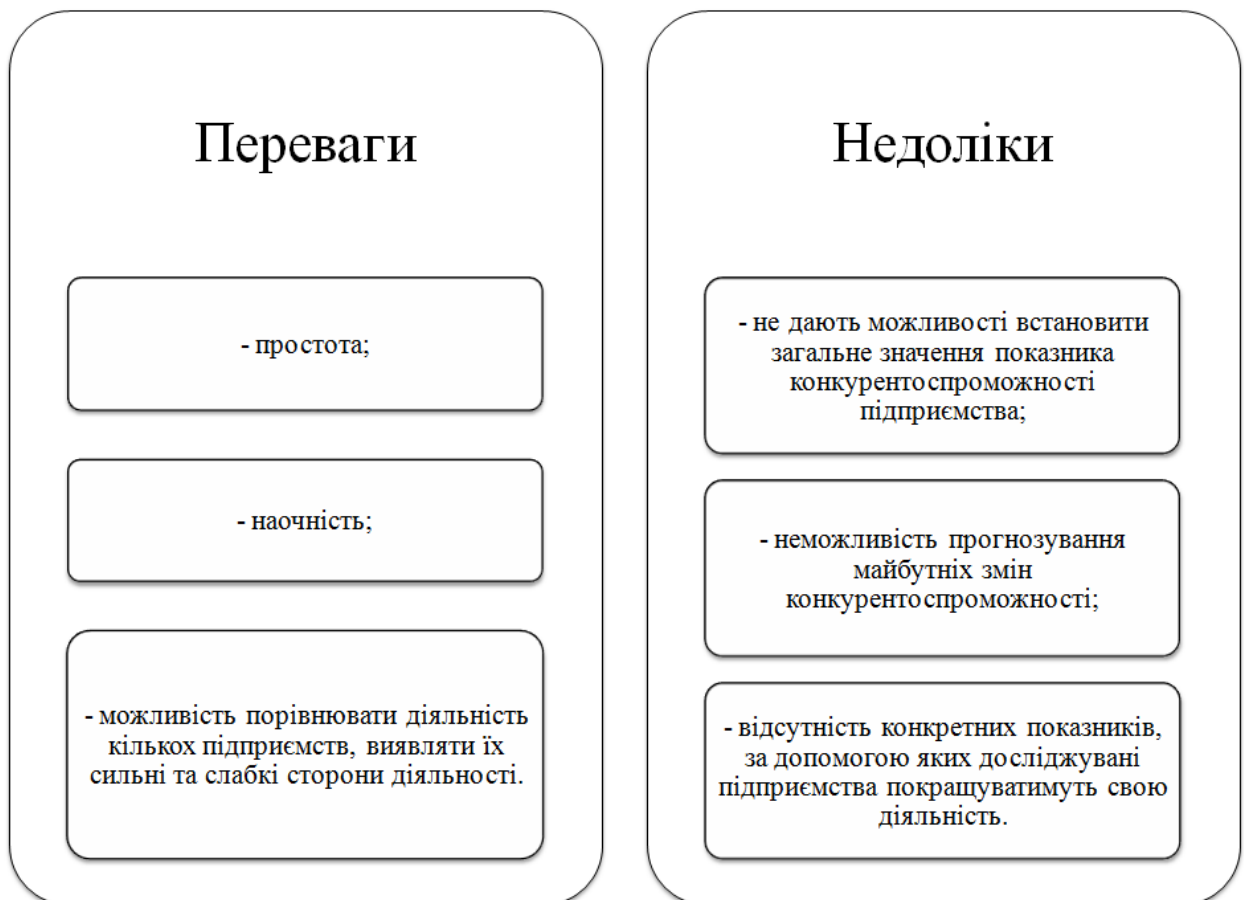 Переваги
- простота;
- наочність;
- можливість порівнювати діяльність
кількох підприємств, виявляти їх
сильні та слабкі сторони діяльності.
Недоліки
- не дають можливості встановити
загальне значення показника
конкурентоспроможності
підприємства;
- неможливість прогнозування
майбутніх змін
конкурентоспроможності;
- відсутність конкретних показників,
за допомогою яких досліджувані
підприємства покращуватимуть свою
діяльність.